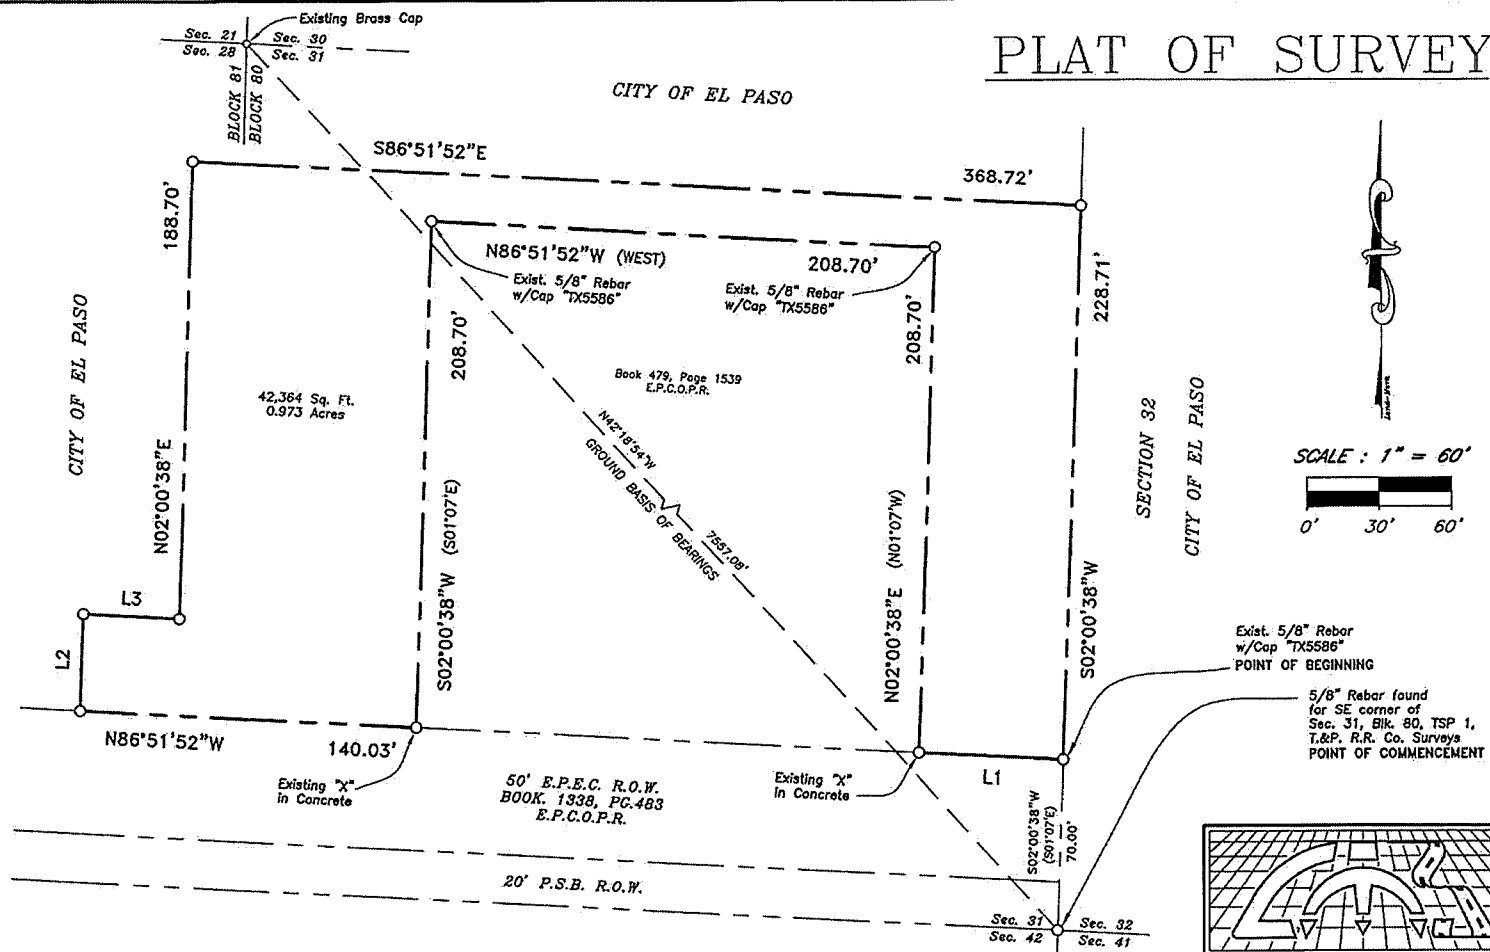 Existing Brass Cap
Sec. 21
Sec. 30
Sec. 28
Sec. 31
BLOCK 81
BLOCK 80
PLAT OF SURVEY
CITY OF EL PASO
S86°51'52"E
368.72'
188.70'
N86°51'52"W (WEST)
208.70'
Exist. 5/8" Rebar
w/Cap "TX5586"
Exist. 5/8" Rebar
w/Cap "TX5586"
228.71'
208.70'
208.70'
CITY OF EL PASO
42,364 Sq. Ft.
0.973 Acres
Book 479, Page 1539
E.P.C.O.P.R.
N42°18'54"W
7557.08'
GROUND BASIS OF BEARINGS
SECTION 32
CITY OF EL PASO
SCALE : 1" = 60'
0'
30'
60'
N02°00'38"E
S02°00'38"W (S01°07'E)
N02°00'38"E (N01°07'W)
S02°00'38"W
L3
L2
Exist. 5/8" Rebar
w/Cap "TX5586"
POINT OF BEGINNING
5/8" Rebar found
for SE corner of
Sec. 31, Blk. 80, TSP 1,
T.&P. R.R. Co. Surveys
POINT OF COMMENCEMENT
N86°51'52"W
140.03'
L1
Existing "X"
in Concrete
Existing "X"
in Concrete
50' E.P.E.C. R.O.W.
BOOK. 1338, PG.483
E.P.C.O.P.R.
S02°00'38"W
(S01°07'E)
70.00'
20' P.S.B. R.O.W.
Sec. 31
Sec. 32
Sec. 42
Sec. 41